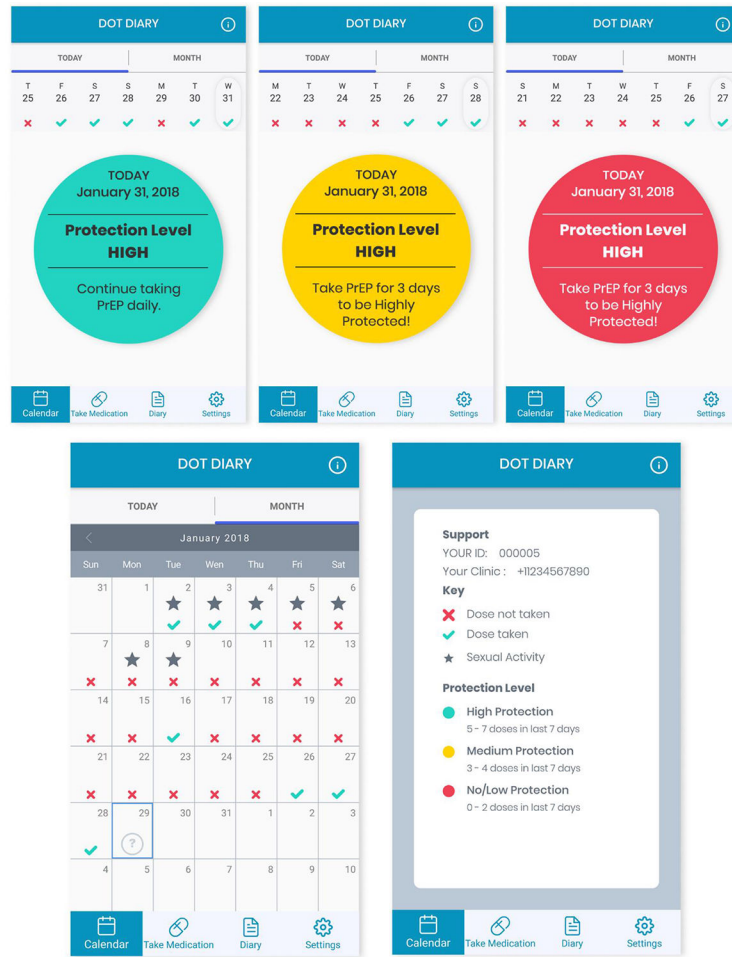 DOT DIARY
TODAY MONTH
T F S S M T W
25 26 27 28 29 30 31
TODAY
January 31, 2018
Protection Level
HIGH
Continue taking
PrEP daily.
Calendar Take Medication Diary Settings
DOT DIARY
TODAY MONTH
M T W T F S S
22 23 24 25 26 27 28
TODAY
January 31, 2018
Protection Level
HIGH
Take PrEP for 3 days
to be Highly
Protected!
Calendar Take Medication Diary Settings
DOT DIARY
TODAY MONTH
S M T W T F S
21 22 23 24 25 26 27
TODAY
January 31, 2018
Protection Level
HIGH
Take PrEP for 3 days
to be Highly
Protected!
Calendar Take Medication Diary Settings
DOT DIARY
TODAY MONTH
January 2018
Sun Mon Tue Wed Thu Fri Sat
31 1 2 3 4 5 6
7 8 9 10 11 12 13
14 15 16 17 18 19 20
21 22 23 24 25 26 27
28 29 30 31 1 2 3
?
4 5 6 7 8 9 10
Calendar Take Medication Diary Settings
DOT DIARY
Support
YOUR ID: 000005
Your Clinic : +11234567890
Key
Dose not taken
Dose taken
Sexual Activity
Protection Level
High Protection
5 - 7 doses in last 7 days
Medium Protection
3 - 4 doses in last 7 days
No/Low Protection
0 - 2 doses in last 7 days
Calendar Take Medication Diary Settings